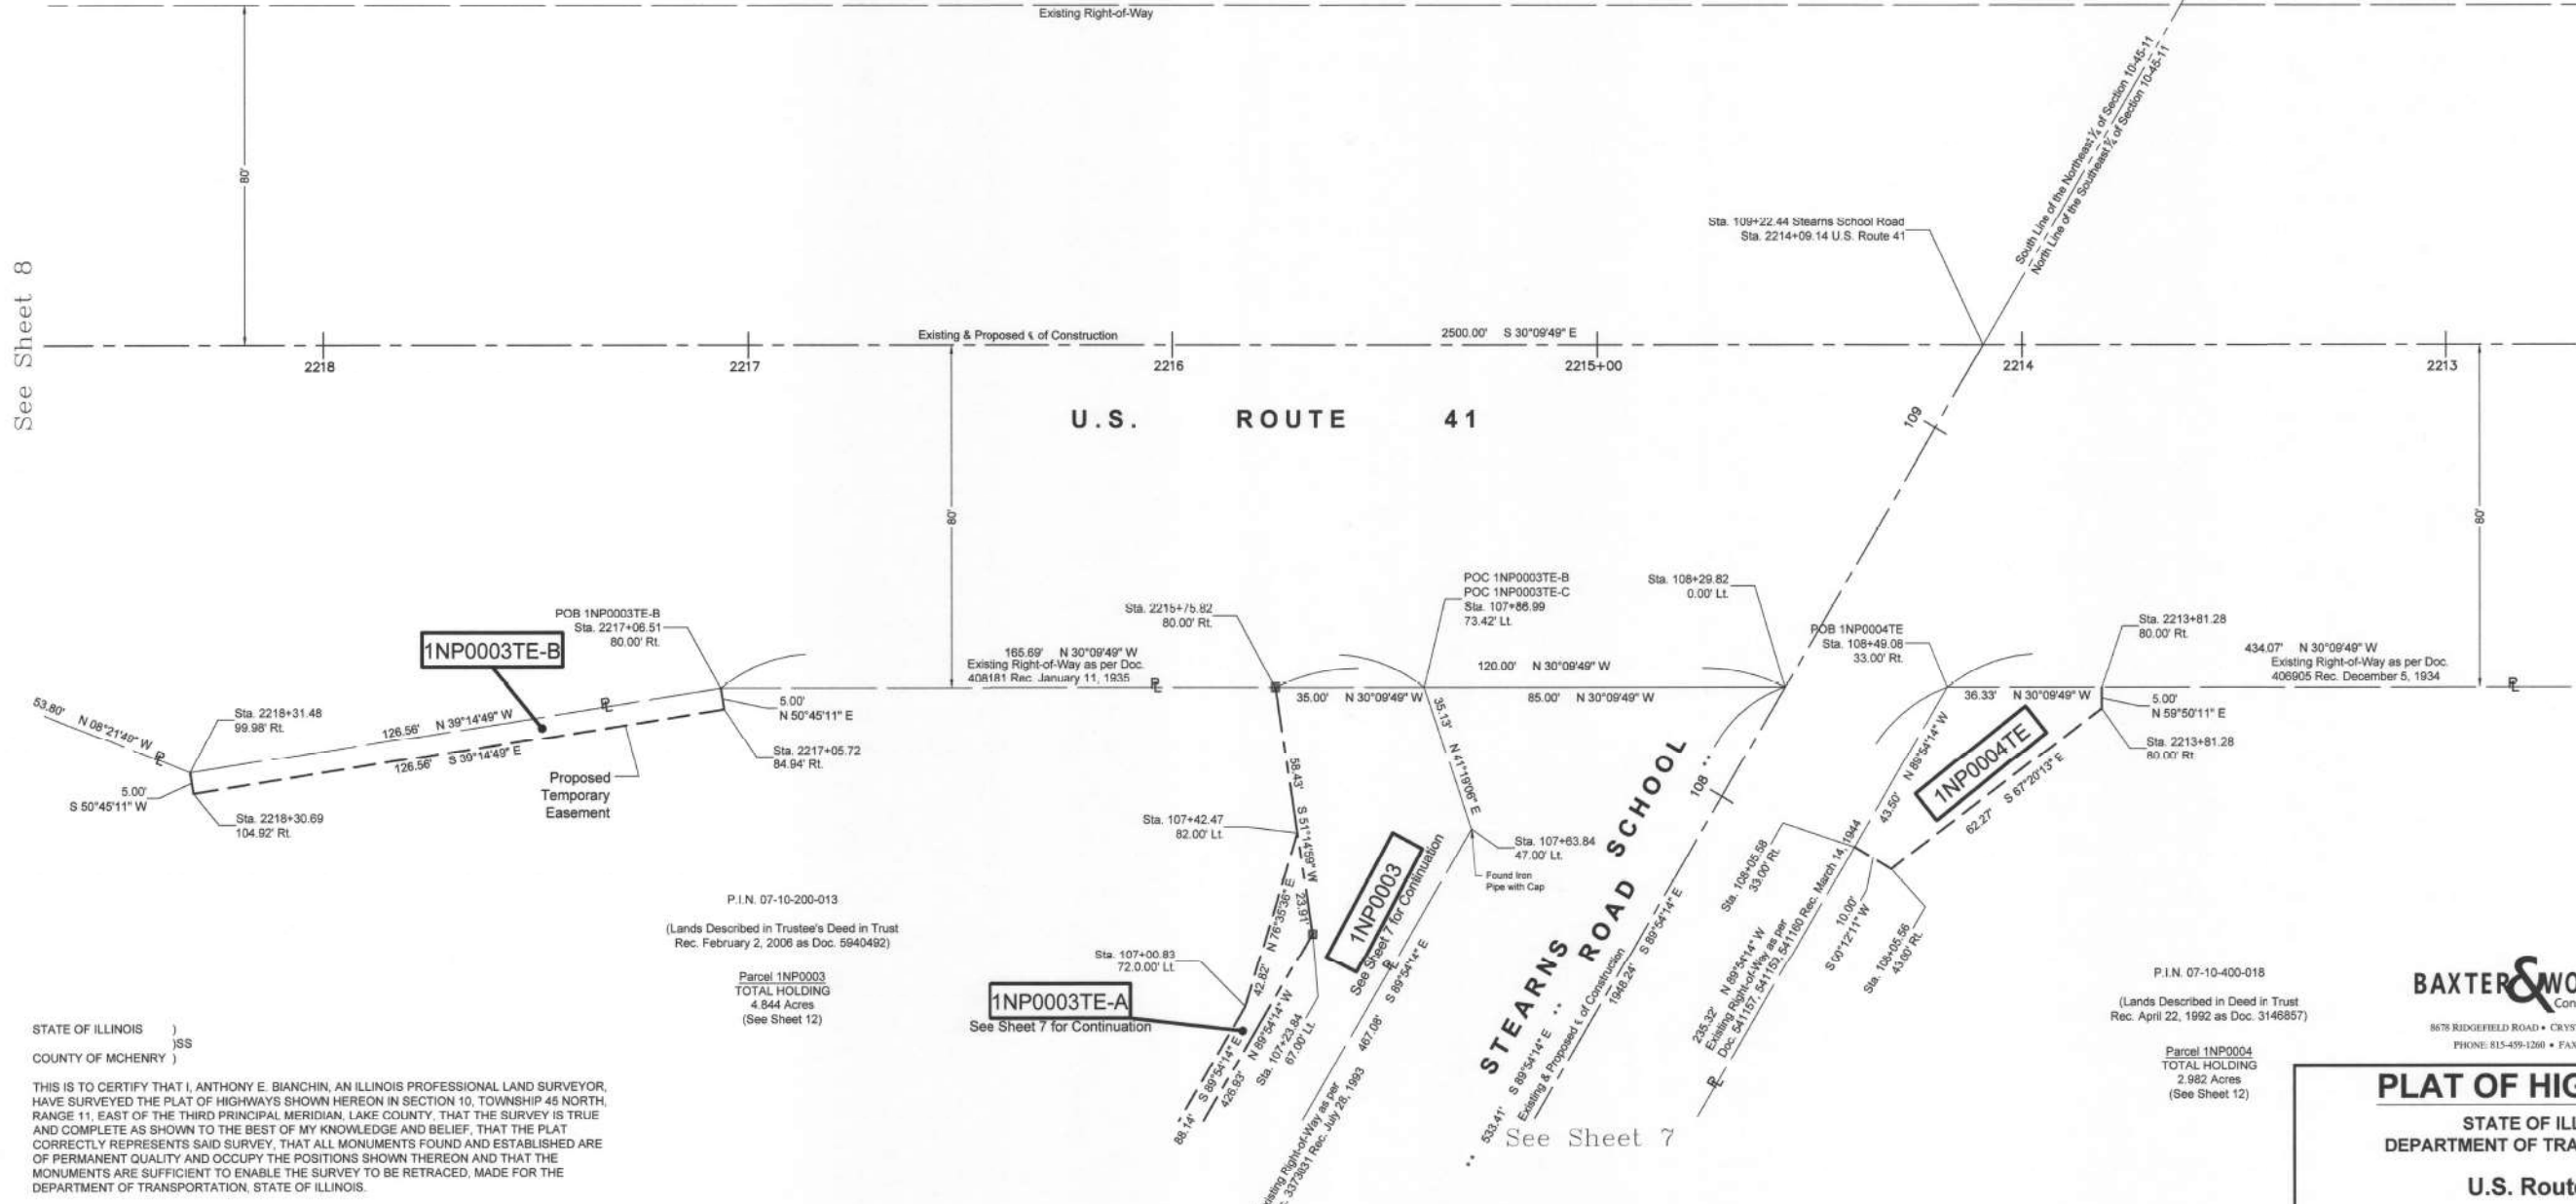 Existing Right-of-Way
South Line of the Northeast ¼ of Section 10-45-11
North Line of the Southeast ¼ of Section 10-45-11
80'
See Sheet 8
Sta. 109+22.44 Stearns School Road
Sta. 2214+09.14 U.S. Route 41
Existing & Proposed ℄ of Construction
2500.00' S 30°09'49" E
2218
2217
2216
2215+00
2214
2213
U.S. ROUTE 41
109
80'
80'
POB 1NP0003TE-B
Sta. 2217+06.51
80.00' Rt.
1NP0003TE-B
165.69' N 30°09'49" W
Existing Right-of-Way as per Doc.
408181 Rec. January 11, 1935
Sta. 2215+75.82
80.00' Rt.
POC 1NP0003TE-B
POC 1NP0003TE-C
Sta. 107+86.99
73.42' Lt.
120.00' N 30°09'49" W
Sta. 108+29.82
0.00' Lt.
POB 1NP0004TE
Sta. 108+49.08
33.00' Rt.
Sta. 2213+81.28
80.00' Rt.
434.07' N 30°09'49" W
Existing Right-of-Way as per Doc.
406905 Rec. December 5, 1934
35.00' N 30°09'49" W
85.00' N 30°09'49" W
36.33' N 30°09'49" W
5.00'
N 59°50'11" E
Sta. 2213+81.28
80.00' Rt.
53.80' N 08°21'49" W
Sta. 2218+31.48
99.98' Rt.
126.56' N 39°14'49" W
126.56' S 39°14'49" E
5.00'
N 50°45'11" E
Sta. 2217+05.72
84.94' Rt.
5.00'
S 50°45'11" W
Sta. 2218+30.69
104.92' Rt.
Proposed
Temporary
Easement
58.43' S 51°14'59" W
23.91'
35.13' N 41°19'06" E
Sta. 107+42.47
82.00' Lt.
Sta. 107+63.84
47.00' Lt.
Found Iron
Pipe with Cap
108
N 89°54'14" W
43.50'
1NP0004TE
62.27' S 67°20'13" E
Sta. 108+05.58
33.00' Rt.
10.00'
S 00°12'11" W
Sta. 108+05.56
43.00' Rt.
P.I.N. 07-10-200-013
(Lands Described in Trustee's Deed in Trust
Rec. February 2, 2006 as Doc. 5940492)
Parcel 1NP0003
TOTAL HOLDING
4.844 Acres
(See Sheet 12)
Sta. 107+00.83
72.0.00' Lt.
42.82' N 76°35'36" E
1NP0003TE-A
See Sheet 7 for Continuation
1NP0003
See Sheet 7 for Continuation
88.14' S 89°54'14" E
426.93' N 89°54'14" W
Sta. 107+23.84
67.00' Lt.
467.08' S 89°54'14" E
Existing Right-of-Way as per
3373031 Rec. July 28, 1993
STEARNS SCHOOL
ROAD
533.41' S 89°54'14" E
Existing & Proposed ℄ of Construction
1948.24' S 89°54'14" E
See Sheet 7
235.32' N 89°54'14" W
Existing Right-of-Way as per
Doc. 541157, 541159, 541160 Rec. March 14, 1944
P.I.N. 07-10-400-018
(Lands Described in Deed in Trust
Rec. April 22, 1992 as Doc. 3146857)
Parcel 1NP0004
TOTAL HOLDING
2.982 Acres
(See Sheet 12)
STATE OF ILLINOIS )
)SS
COUNTY OF MCHENRY )
THIS IS TO CERTIFY THAT I, ANTHONY E. BIANCHIN, AN ILLINOIS PROFESSIONAL LAND SURVEYOR,
HAVE SURVEYED THE PLAT OF HIGHWAYS SHOWN HEREON IN SECTION 10, TOWNSHIP 45 NORTH,
RANGE 11, EAST OF THE THIRD PRINCIPAL MERIDIAN, LAKE COUNTY, THAT THE SURVEY IS TRUE
AND COMPLETE AS SHOWN TO THE BEST OF MY KNOWLEDGE AND BELIEF, THAT THE PLAT
CORRECTLY REPRESENTS SAID SURVEY, THAT ALL MONUMENTS FOUND AND ESTABLISHED ARE
OF PERMANENT QUALITY AND OCCUPY THE POSITIONS SHOWN THEREON AND THAT THE
MONUMENTS ARE SUFFICIENT TO ENABLE THE SURVEY TO BE RETRACED, MADE FOR THE
DEPARTMENT OF TRANSPORTATION, STATE OF ILLINOIS.
BAXTER & WO
Con
8678 RIDGEFIELD ROAD • CRYS
PHONE: 815-459-1260 • FAX
PLAT OF HIG
STATE OF ILL
DEPARTMENT OF TRA
U.S. Rout